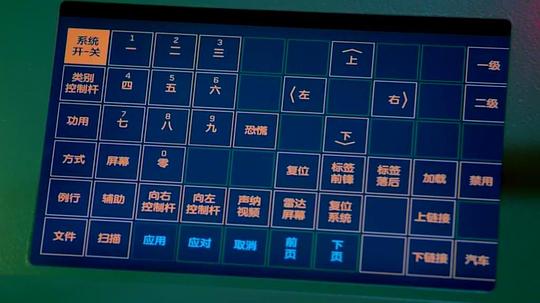 系统
开-关
1
一
2
二
3
三
上
一级
类别
控制杆
4
四
5
五
6
六
左
右
二级
功用
7
七
8
八
9
九
恐慌
下
方式
屏幕
0
零
复位
标签
前锋
标签
落后
加载
禁用
例行
辅助
向右
控制杆
向左
控制杆
声纳
视频
雷达
屏幕
复位
系统
上链接
文件
扫描
应用
应对
取消
前
页
下
页
下链接
汽车